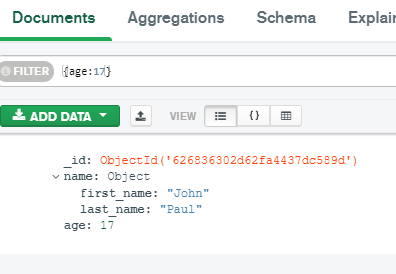 Documents Aggregations Schema Explai
FILTER {age:17}
ADD DATA VIEW {}
_id: ObjectId('626836302d62fa4437dc589d')
name: Object
first_name: "John"
last_name: "Paul"
age: 17